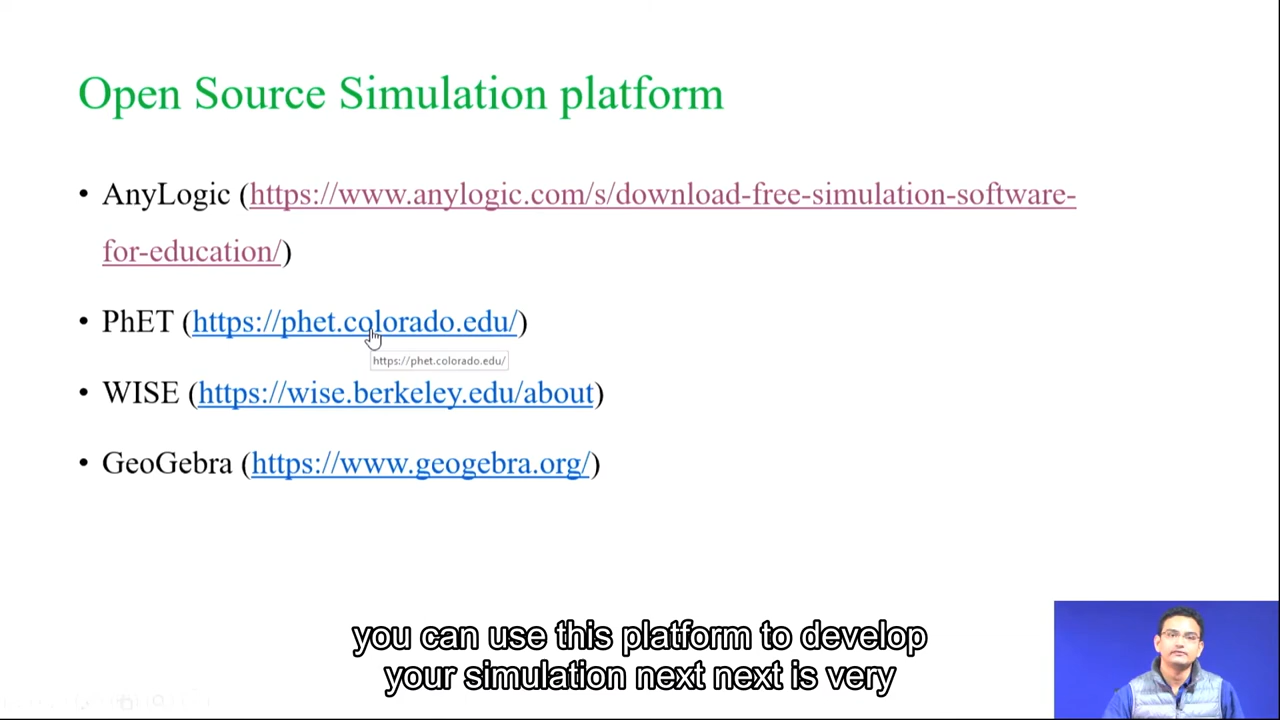 Open Source Simulation platform
• AnyLogic (https://www.anylogic.com/s/download-free-simulation-software-
for-education/)
• PhET (https://phet.colorado.edu/)
https://phet.colorado.edu/
• WISE (https://wise.berkeley.edu/about)
• GeoGebra (https://www.geogebra.org/)
you can use this platform to develop
your simulation next next is very